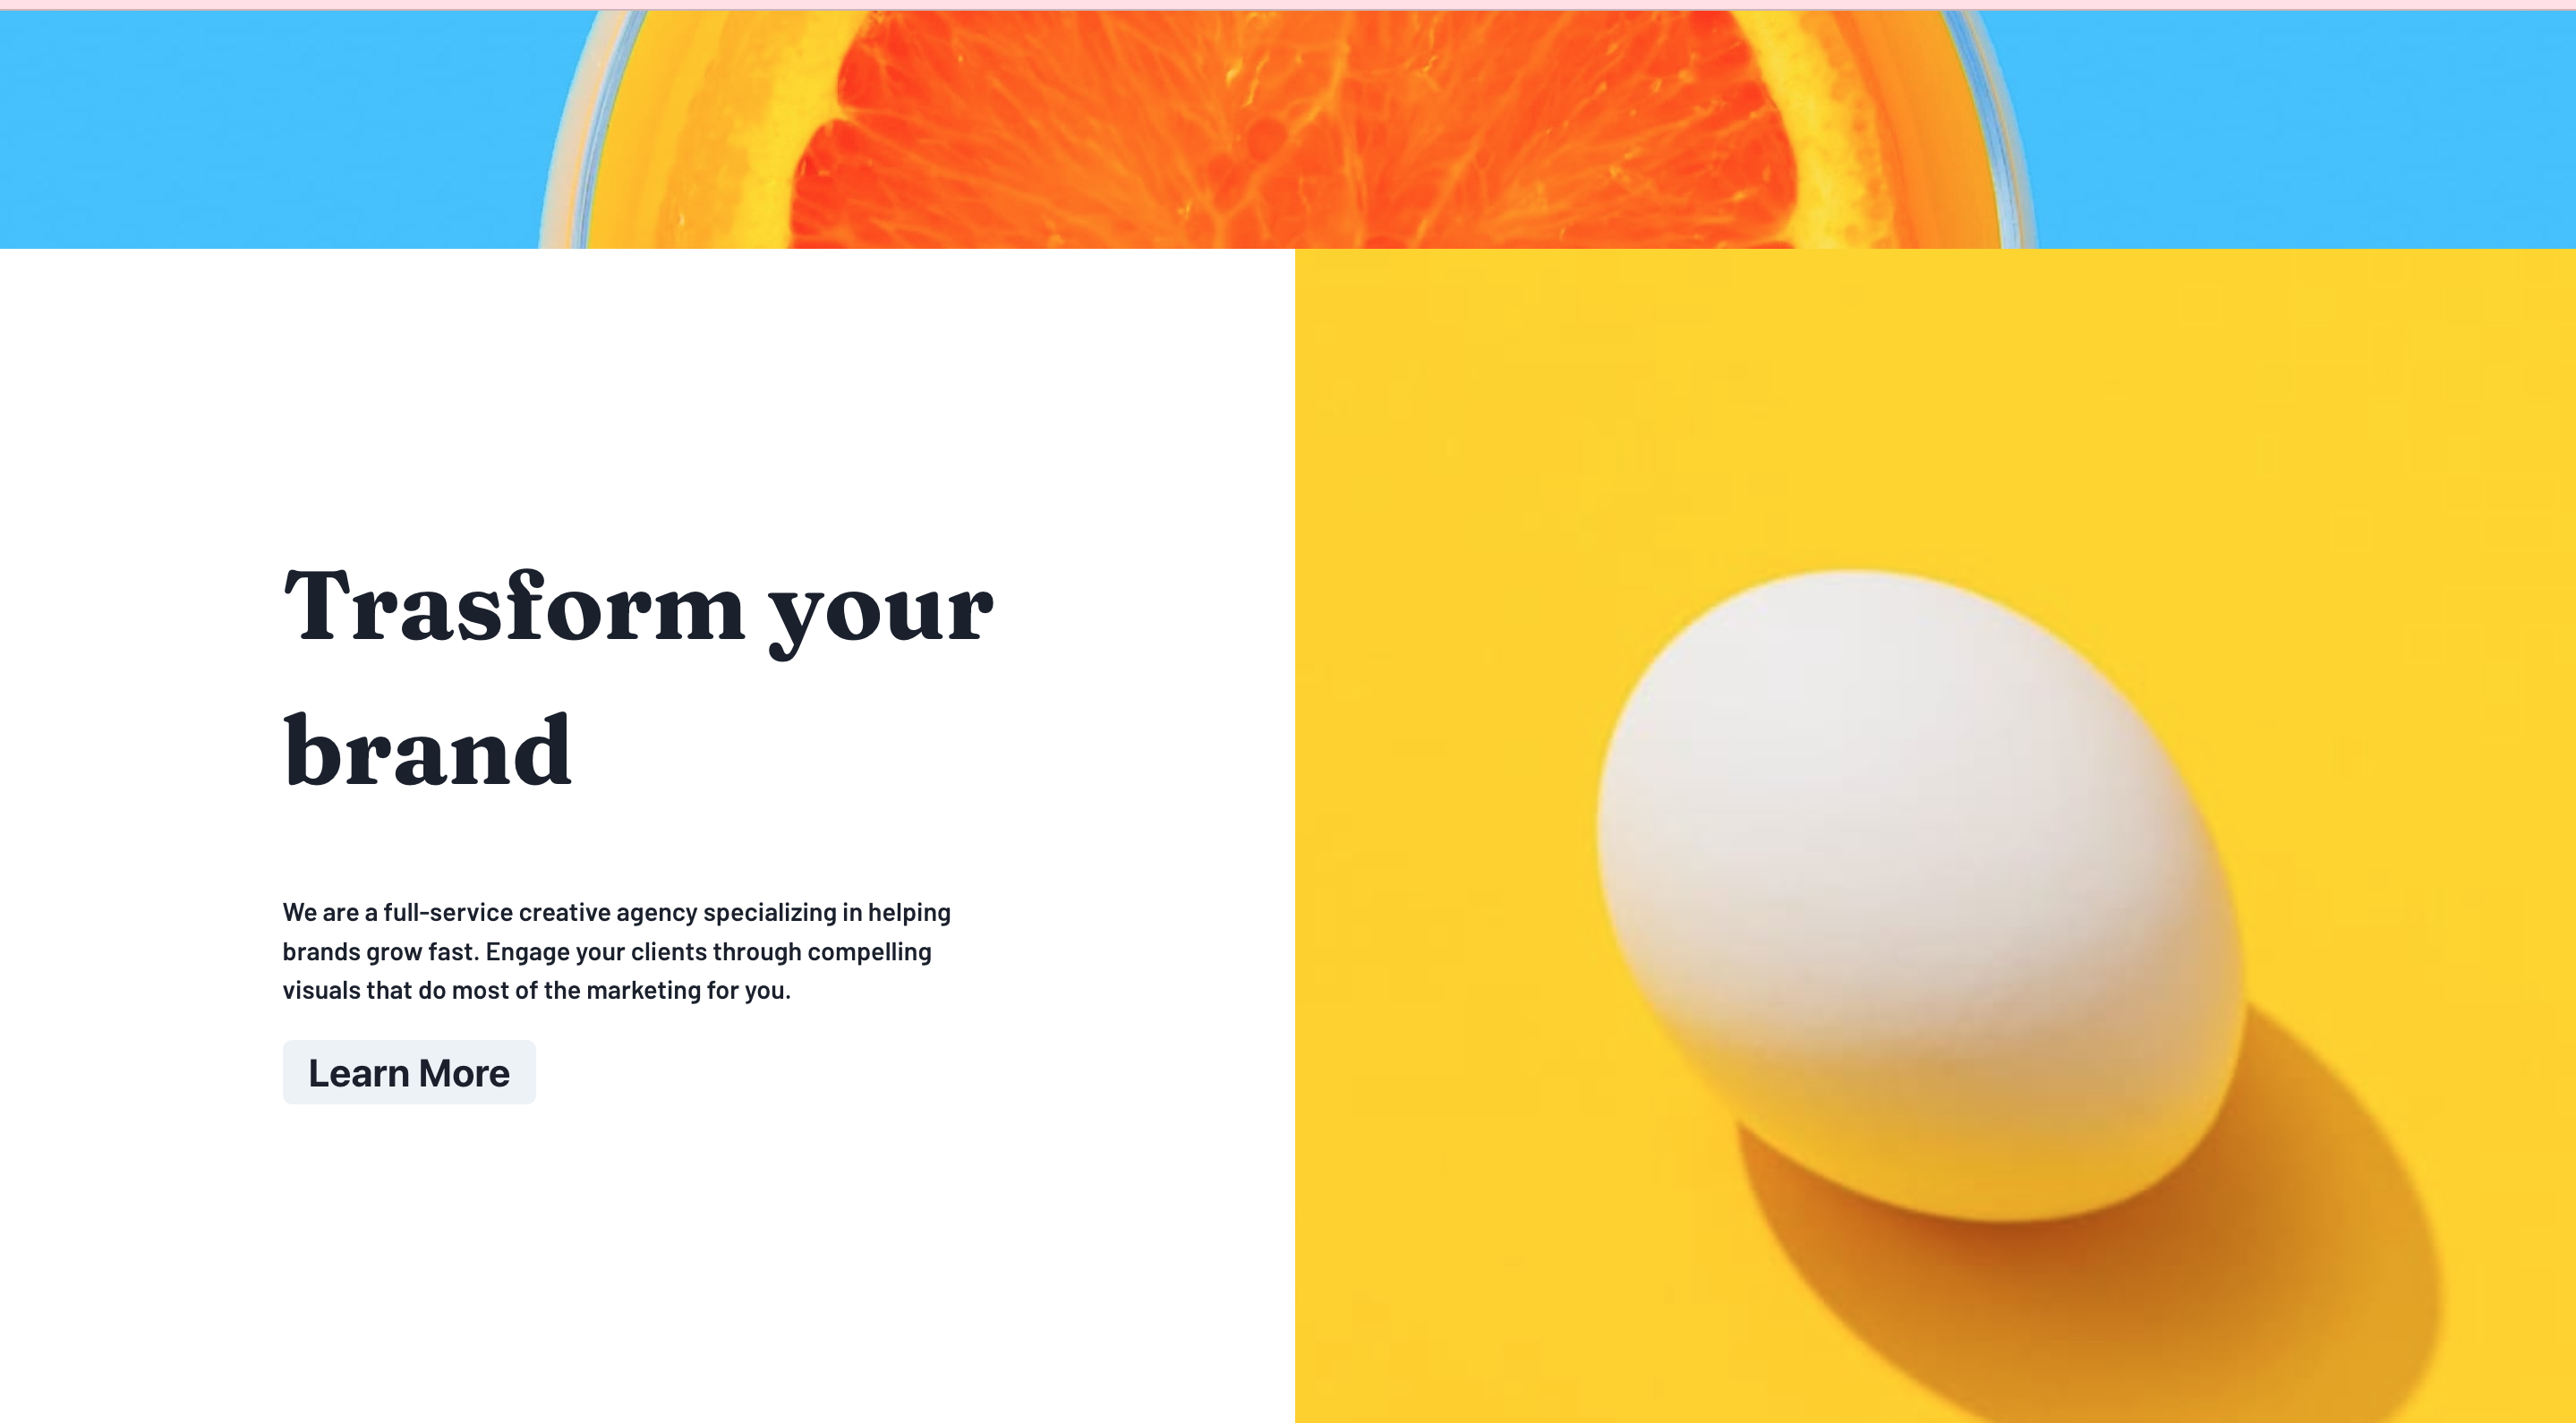 Trasform your
brand
We are a full-service creative agency specializing in helping
brands grow fast. Engage your clients through compelling
visuals that do most of the marketing for you.
Learn More